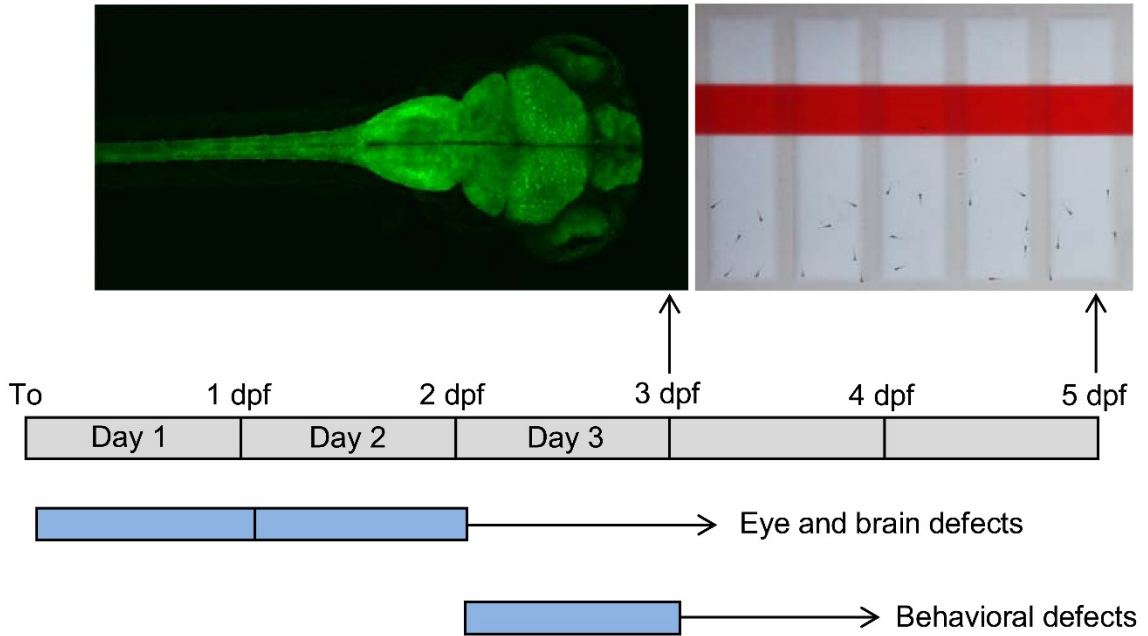 To 1 dpf 2 dpf 3 dpf 4 dpf 5 dpf
Day 1 Day 2 Day 3
Eye and brain defects
Behavioral defects